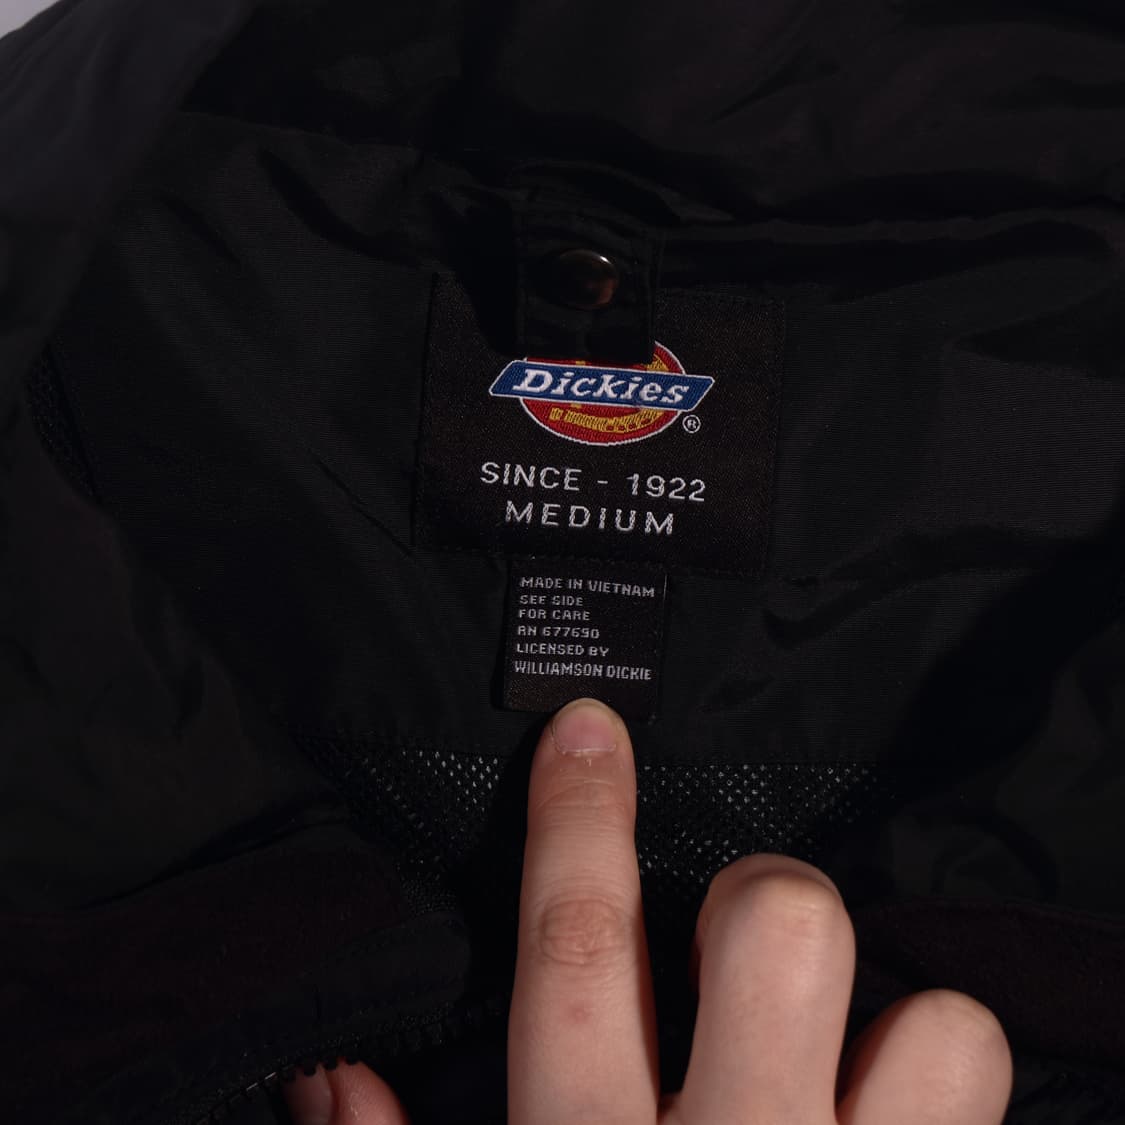 Dickies
®
SINCE - 1922
MEDIUM
MADE IN VIETNAM
SEE SIDE
FOR CARE
RN 677690
LICENSED BY
WILLIAMSON DICKIE